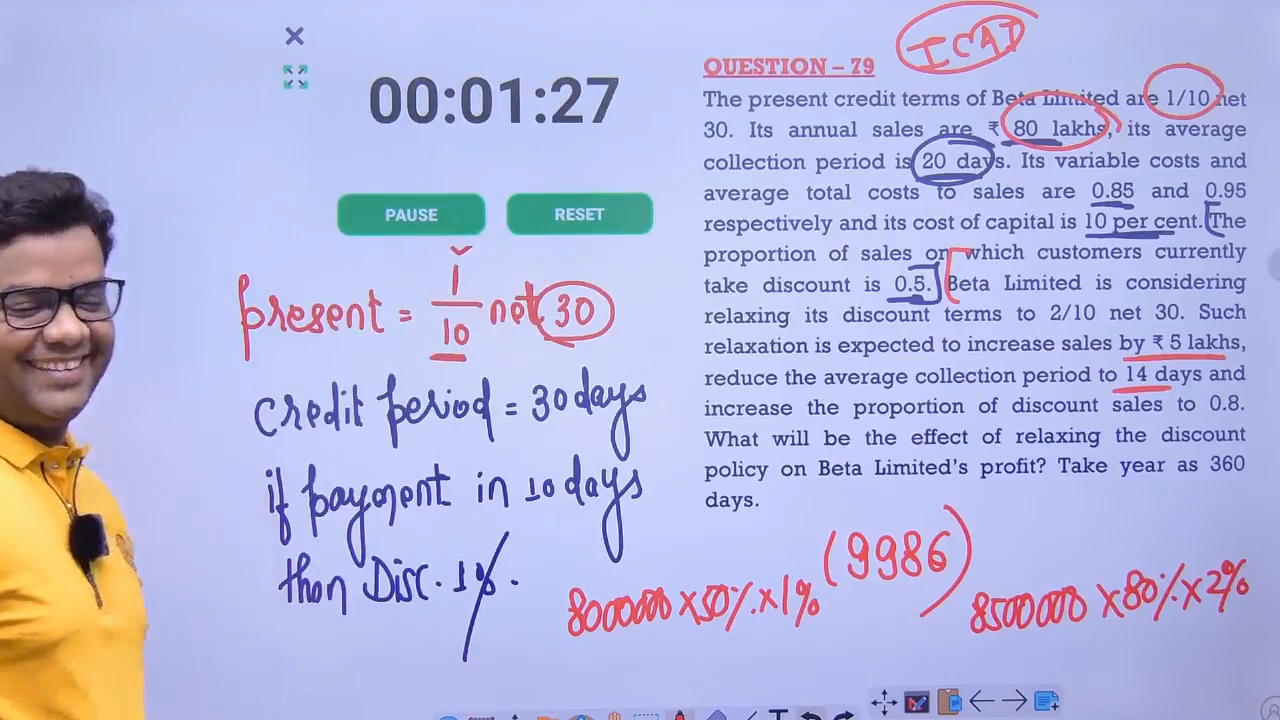 00:01:27
PAUSE
RESET
ICAI
QUESTION – 79
The present credit terms of Beta Limited are 1/10 net
30. Its annual sales are ₹ 80 lakhs, its average
collection period is 20 days. Its variable costs and
average total costs to sales are 0.85 and 0.95
respectively and its cost of capital is 10 per cent. The
proportion of sales on which customers currently
take discount is 0.5. Beta Limited is considering
relaxing its discount terms to 2/10 net 30. Such
relaxation is expected to increase sales by ₹ 5 lakhs,
reduce the average collection period to 14 days and
increase the proportion of discount sales to 0.8.
What will be the effect of relaxing the discount
policy on Beta Limited's profit? Take year as 360
days.
present = 1/10 net 30
credit period = 30 days
if payment in 10 days
then Disc. 1%.
8000000 x 50% x 1%
(9986)
8500000 x 80% x 2%